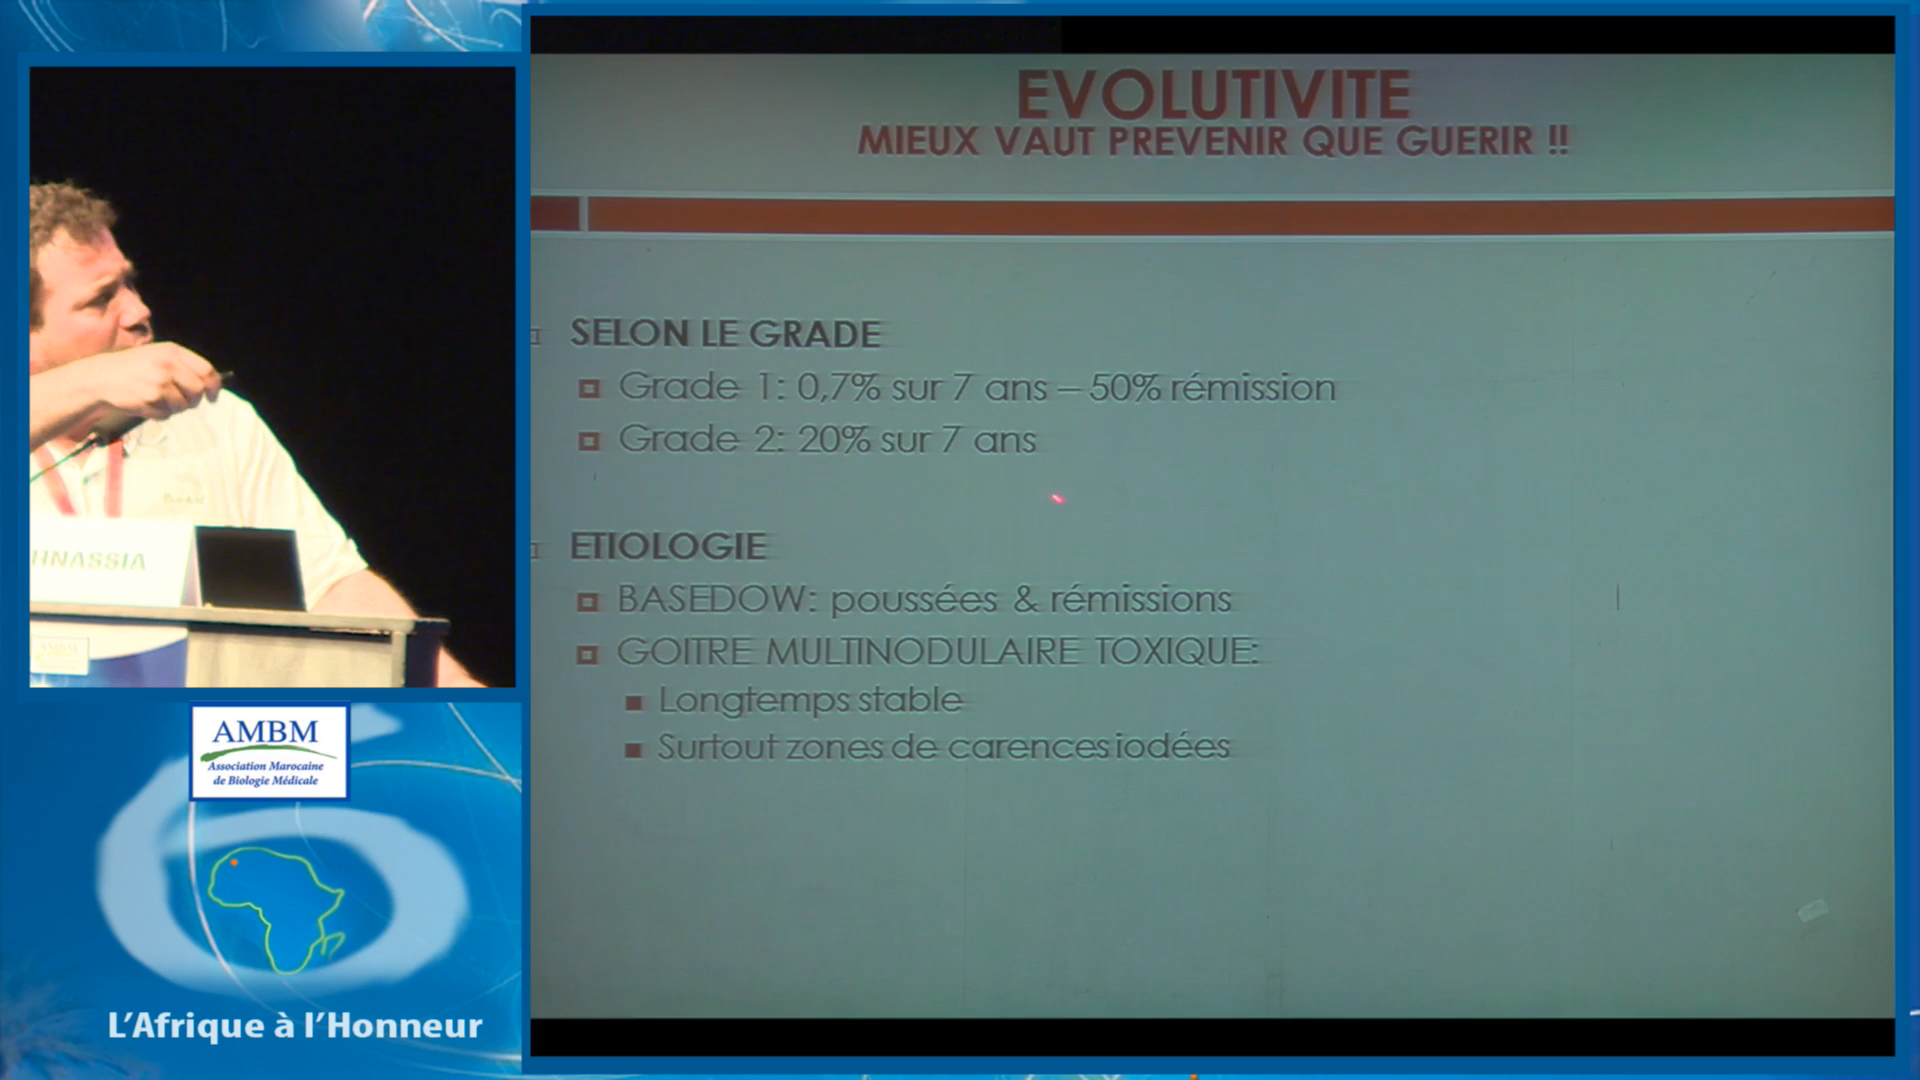 EVOLUTIVITE
MIEUX VAUT PREVENIR QUE GUERIR !!
SELON LE GRADE
Grade 1: 0,7% sur 7 ans – 50% rémission
Grade 2: 20% sur 7 ans
ETIOLOGIE
BASEDOW: poussées & rémissions
GOITRE MULTINODULAIRE TOXIQUE:
Longtemps stable
Surtout zones de carences iodées
HNASSIA
AMBM
AMBM
Association Marocaine
de Biologie Médicale
L'Afrique à l'Honneur